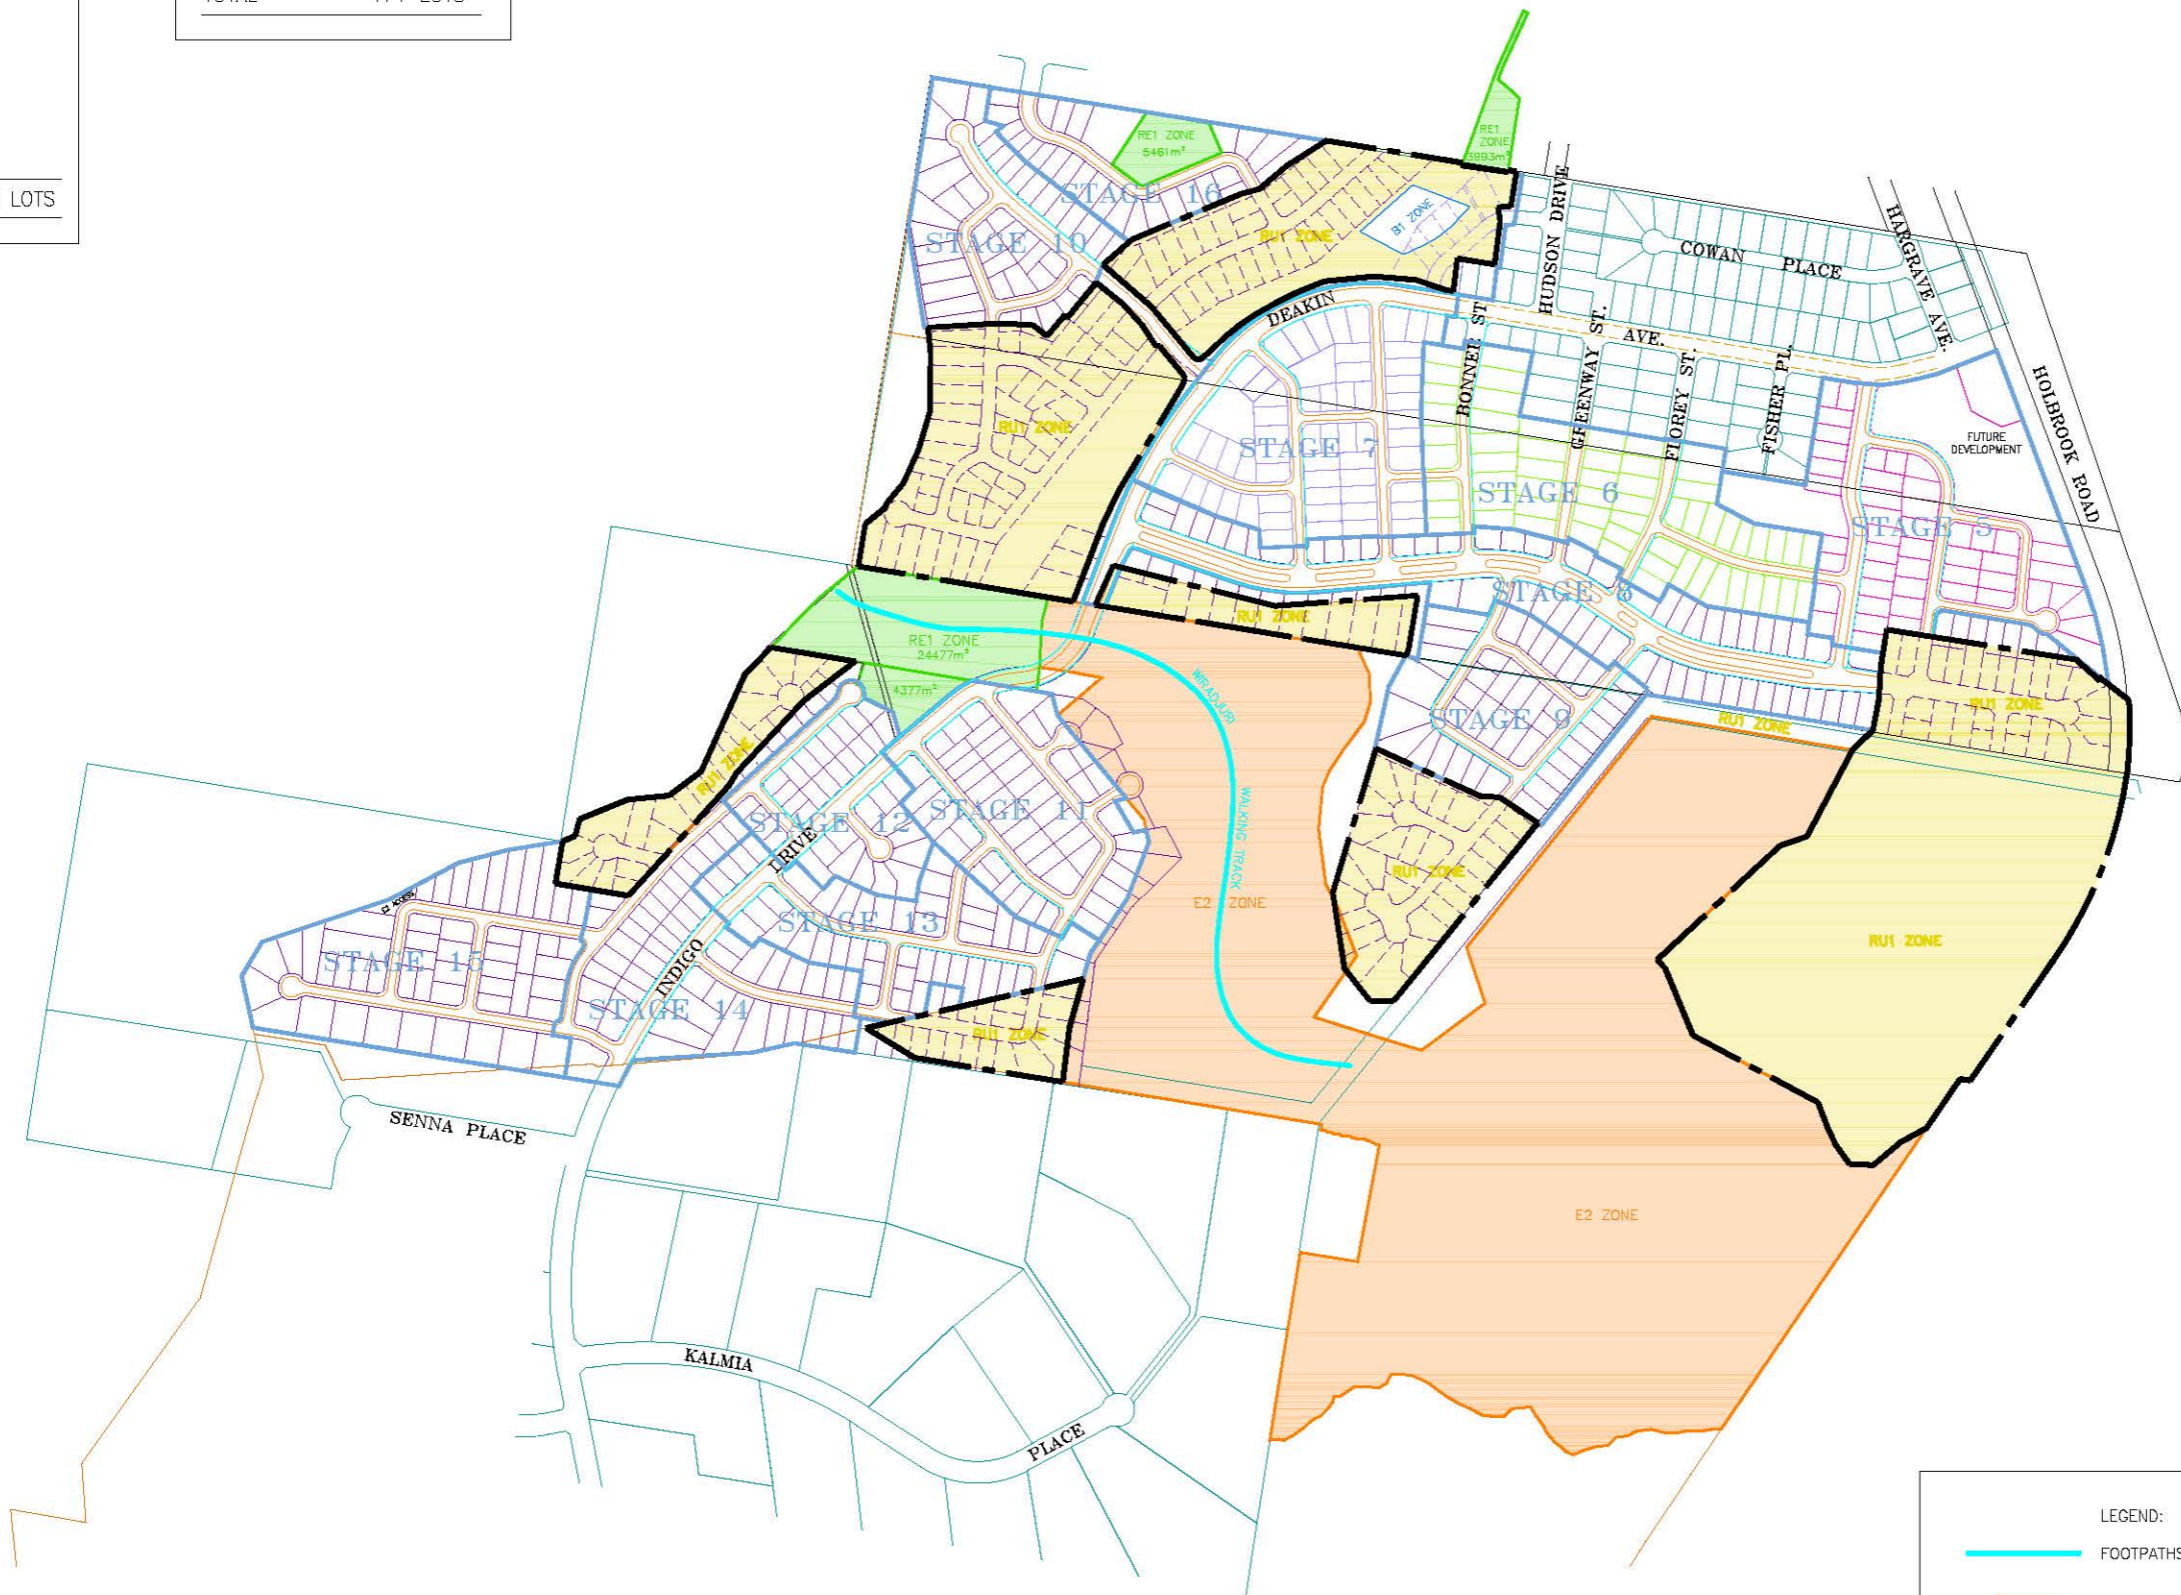 LOTS
RE1 ZONE
5461m²
RE1
ZONE
3993m²
STAGE 16
STAGE 10
RU1 ZONE
B1 ZONE
HUDSON DRIVE
COWAN PLACE
HARGRAVE AVE.
HOLBROOK ROAD
DEAKIN AVE.
BONNER ST
GREENWAY ST.
FLOREY ST.
FISHER PL.
FUTURE
DEVELOPMENT
RU1 ZONE
STAGE 7
STAGE 6
STAGE 5
STAGE 8
RU1 ZONE
RE1 ZONE
24477m²
4377m²
WIRADJURI WALKING TRACK
STAGE 9
RU1 ZONE
RU1 ZONE
RU1 ZONE
STAGE 12
STAGE 11
INDIGO DRIVE
RU1 ZONE
E2 ZONE
E2 ACCESS
STAGE 13
STAGE 15
STAGE 14
RU1 ZONE
RU1 ZONE
SENNA PLACE
E2 ZONE
KALMIA PLACE
LEGEND:
FOOTPATHS